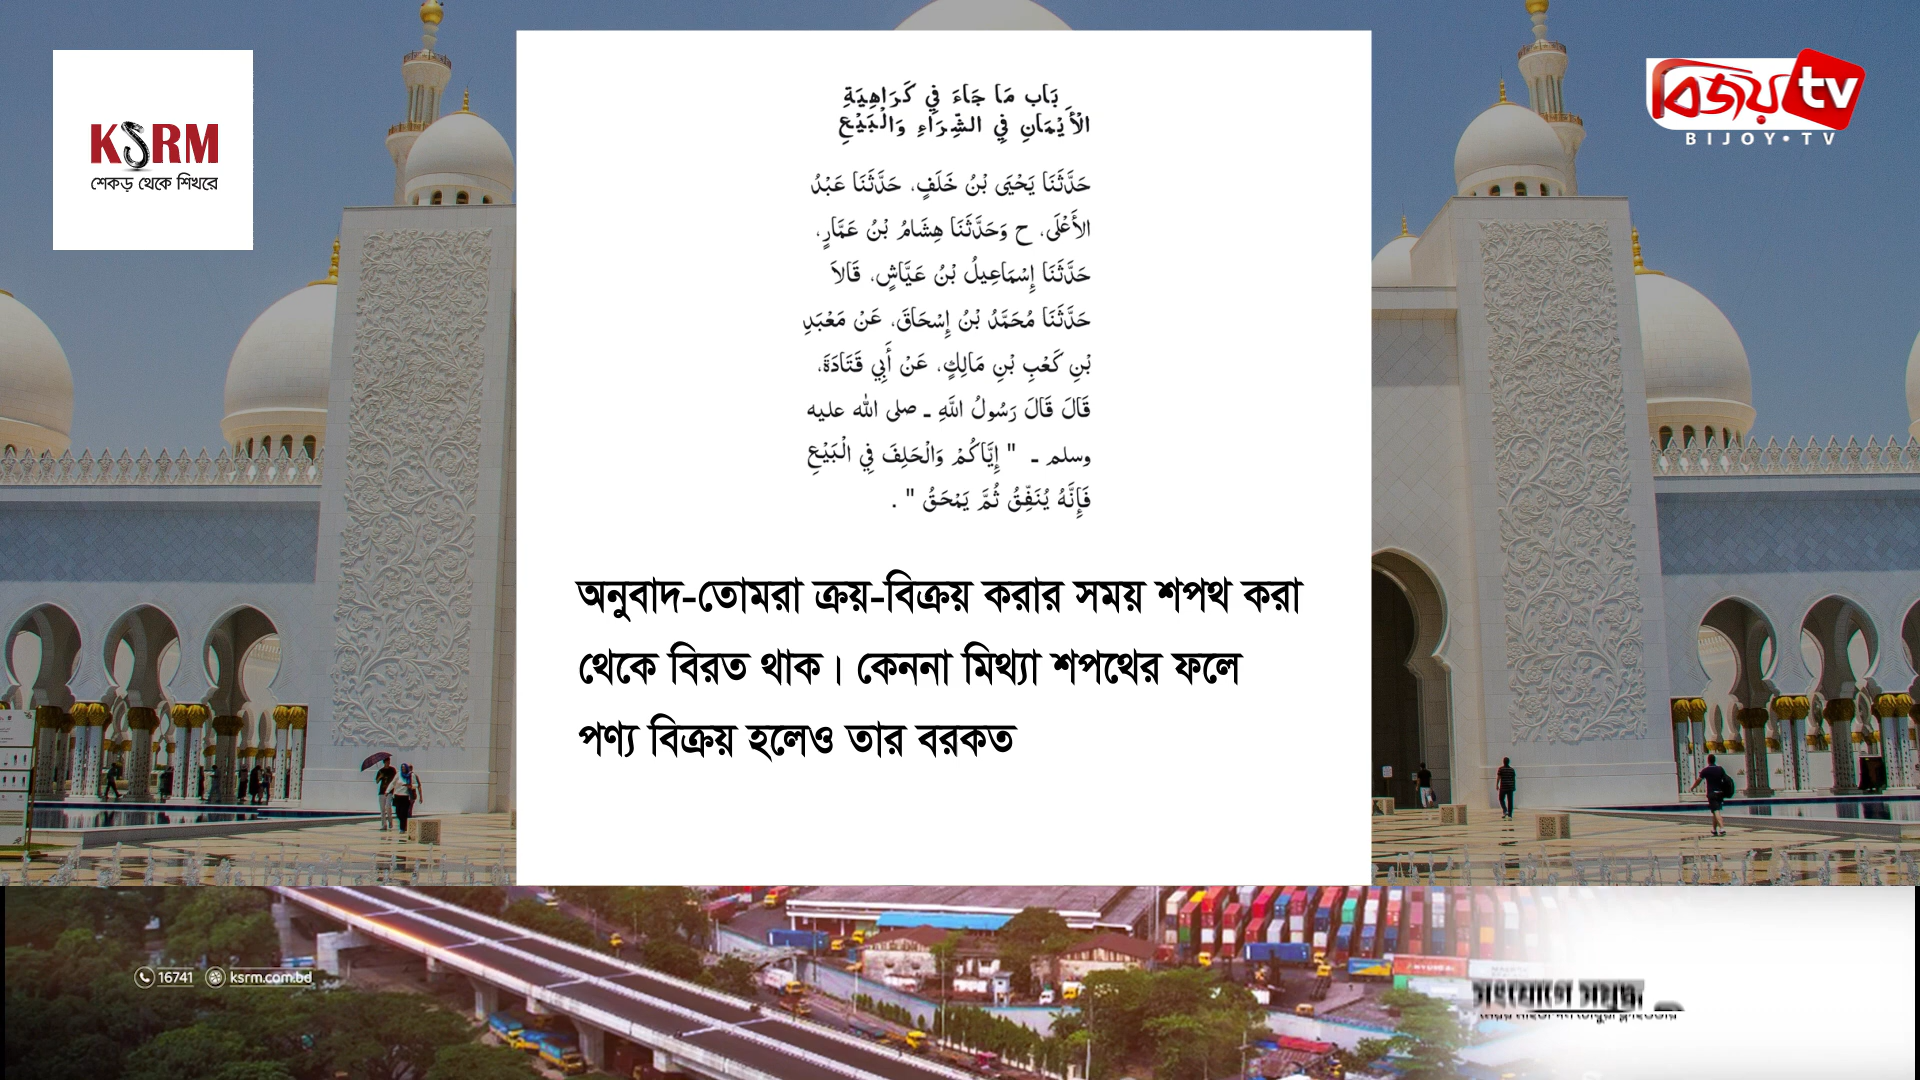 KSRM
শেকড় থেকে শিখরে
বিজয় tv
BIJOY TV
بَاب مَا جَاءَ فِي كَرَاهِيَةِ
الْأَيْمَانِ فِي الشِّرَاءِ وَالْبَيْعِ
حَدَّثَنَا يَحْيَى بْنُ خَلَفٍ، حَدَّثَنَا عَبْدُ
الأَعْلَى، ح وَحَدَّثَنَا هِشَامُ بْنُ عَمَّارٍ،
حَدَّثَنَا إِسْمَاعِيلُ بْنُ عَيَّاشٍ، قَالاَ
حَدَّثَنَا مُحَمَّدُ بْنُ إِسْحَاقَ، عَنْ مَعْبَدِ
بْنِ كَعْبِ بْنِ مَالِكٍ، عَنْ أَبِي قَتَادَةَ،
قَالَ قَالَ رَسُولُ اللَّهِ ـ صلى الله عليه
وسلم ـ " إِيَّاكُمْ وَالْحَلِفَ فِي الْبَيْعِ
فَإِنَّهُ يُنَفِّقُ ثُمَّ يَمْحَقُ " .
অনুবাদ-তোমরা ক্রয়-বিক্রয় করার সময় শপথ করা
থেকে বিরত থাক। কেননা মিথ্যা শপথের ফলে
পণ্য বিক্রয় হলেও তার বরকত
16741 ksrm.com.bd